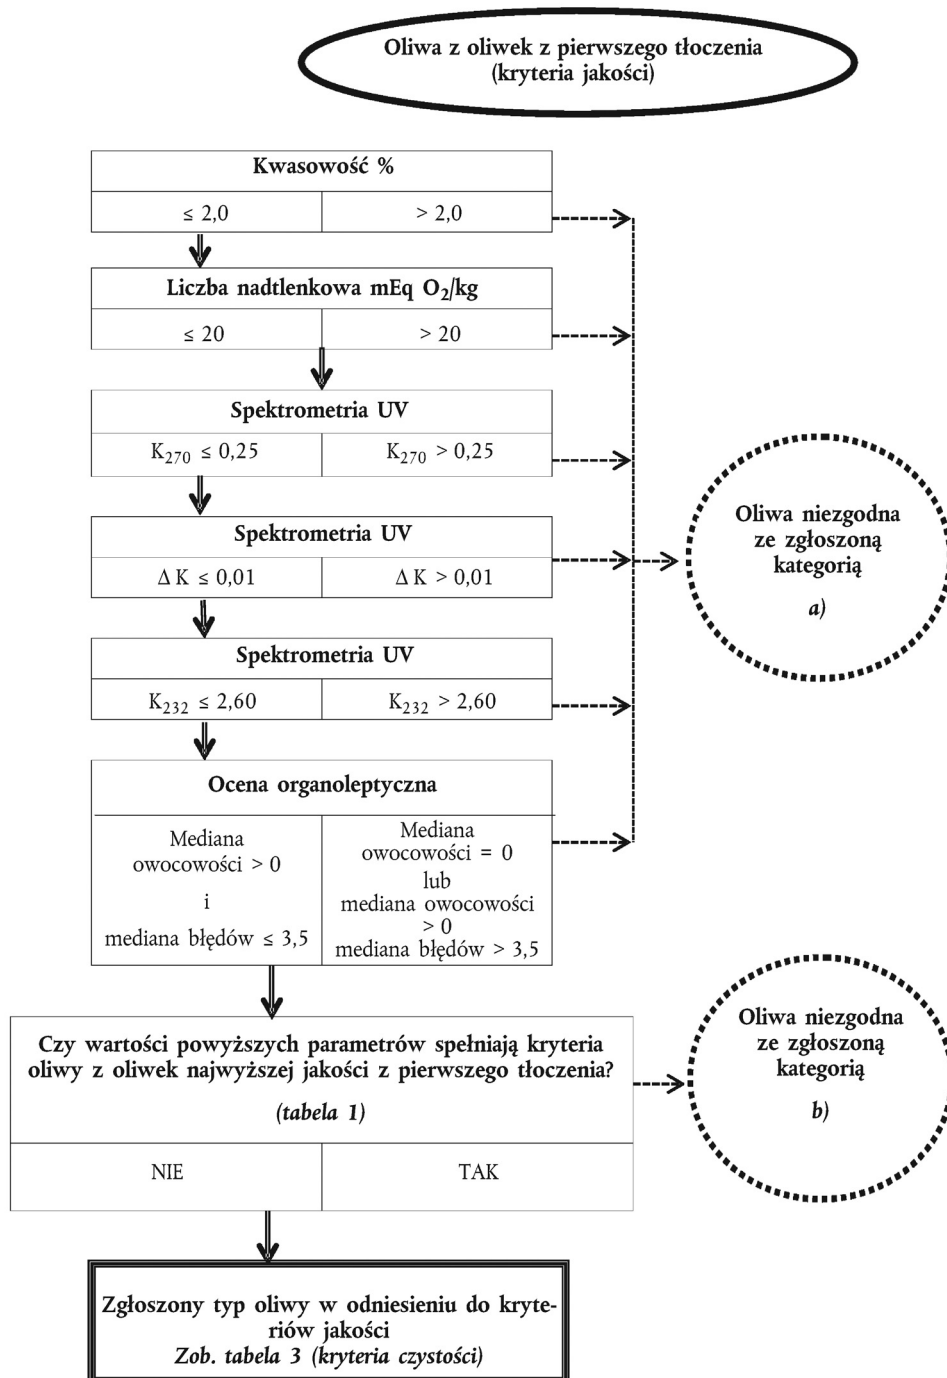 Oliwa z oliwek z pierwszego tłoczenia
(kryteria jakości)
Kwasowość %
≤ 2,0
> 2,0
Liczba nadtlenkowa mEq O₂/kg
≤ 20
> 20
Spektrometria UV
K₂₇₀ ≤ 0,25
K₂₇₀ > 0,25
Spektrometria UV
Δ K ≤ 0,01
Δ K > 0,01
Spektrometria UV
K₂₃₂ ≤ 2,60
K₂₃₂ > 2,60
Oliwa niezgodna
ze zgłoszoną
kategorią
a)
Ocena organoleptyczna
Mediana
owocowości > 0
i
mediana błędów ≤ 3,5
Mediana
owocowości = 0
lub
mediana owocowości
> 0
mediana błędów > 3,5
Czy wartości powyższych parametrów spełniają kryteria
oliwy z oliwek najwyższej jakości z pierwszego tłoczenia?
(tabela 1)
NIE
TAK
Oliwa niezgodna
ze zgłoszoną
kategorią
b)
Zgłoszony typ oliwy w odniesieniu do kryte-
riów jakości
Zob. tabela 3 (kryteria czystości)